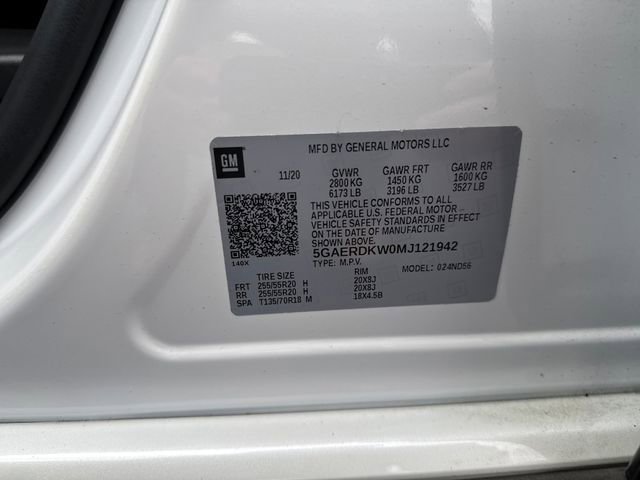 MFD BY GENERAL MOTORS LLC
GM
11/20 GVWR GAWR FRT GAWR RR
2800 KG 1450 KG 1600 KG
6173 LB 3196 LB 3527 LB
THIS VEHICLE CONFORMS TO ALL
APPLICABLE U.S. FEDERAL MOTOR
VEHICLE SAFETY STANDARDS IN EFFECT
ON THE DATE OF MANUFACTURE
SHOWN ABOVE.
5GAERDKW0MJ121942
140X
TYPE: M.P.V. MODEL: 024ND56
TIRE SIZE RIM
FRT 255/55R20 H 20X8J
RR 255/55R20 H 20X8J
SPA T135/70R18 M 18X4.5B